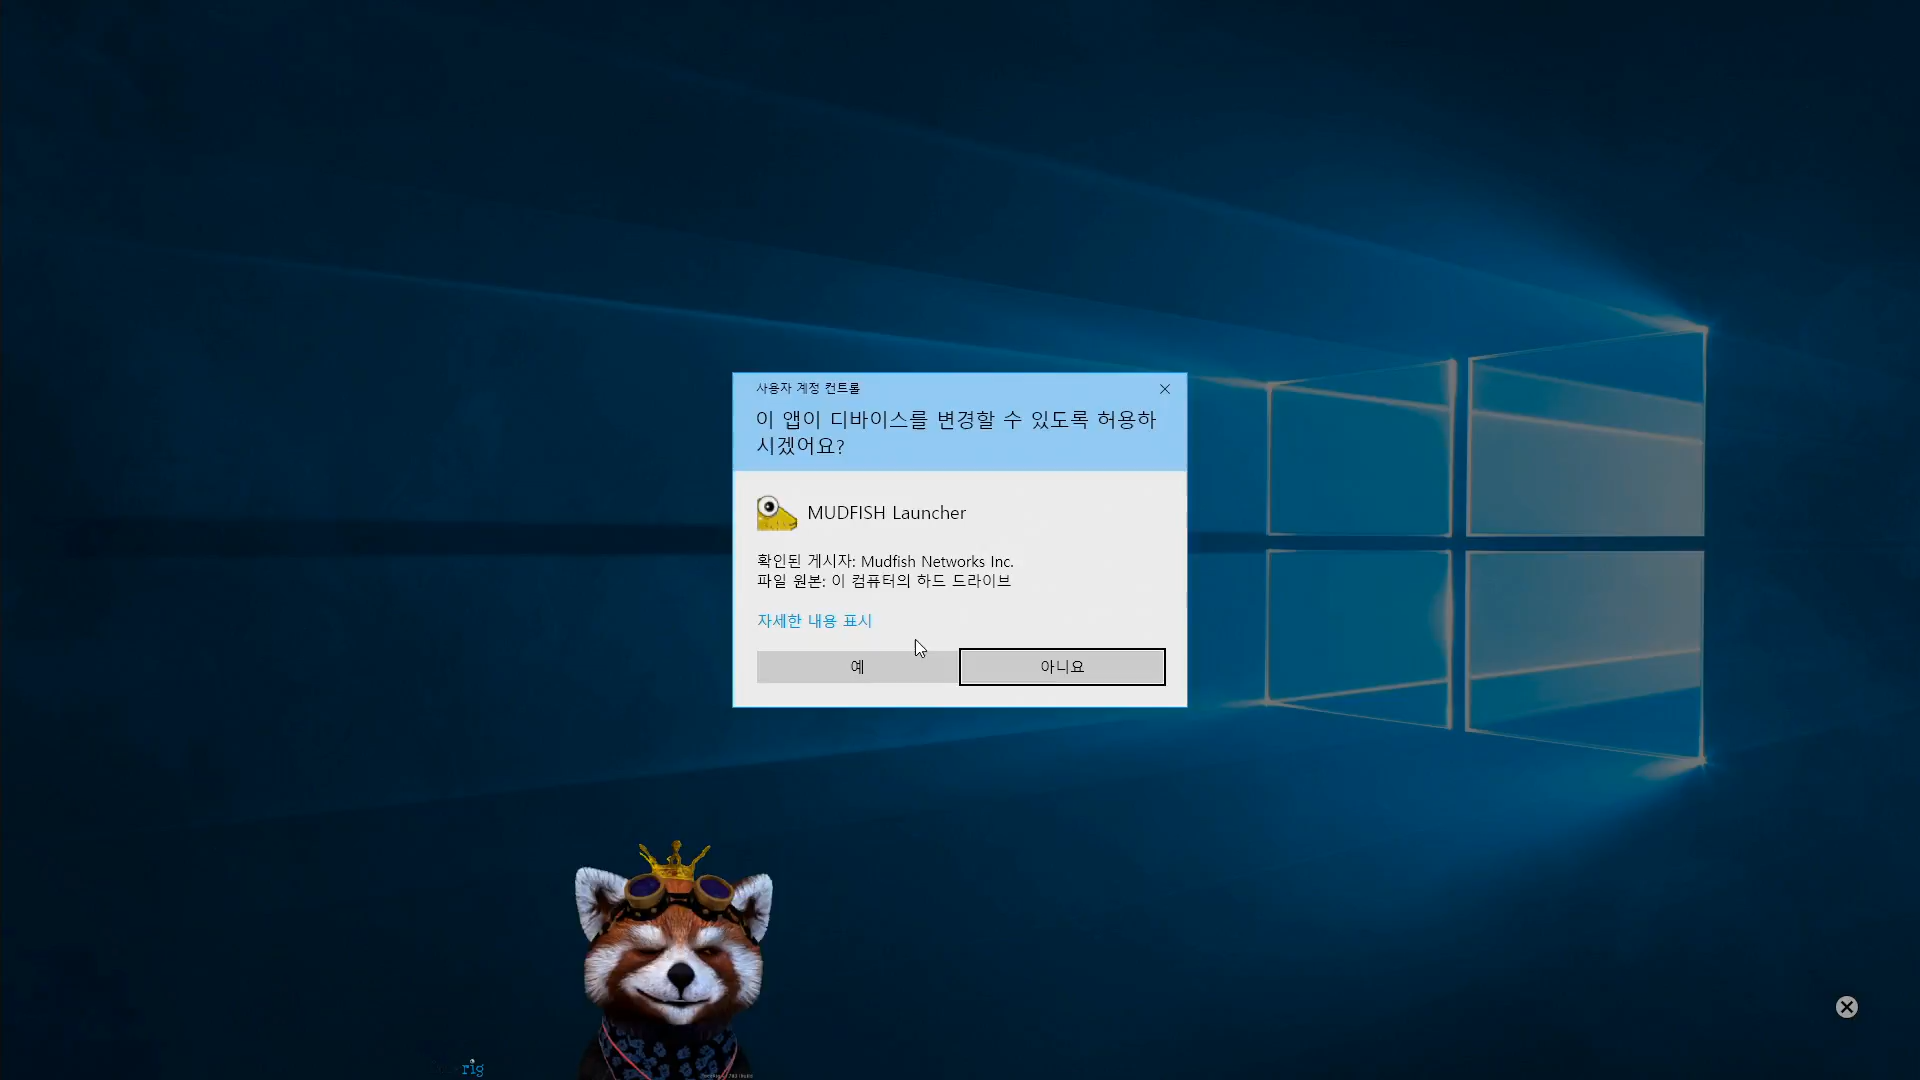 사용자 계정 컨트롤
이 앱이 디바이스를 변경할 수 있도록 허용하
시겠어요?
MUDFISH Launcher
확인된 게시자: Mudfish Networks Inc.
파일 원본: 이 컴퓨터의 하드 드라이브
자세한 내용 표시
예
아니요
rig